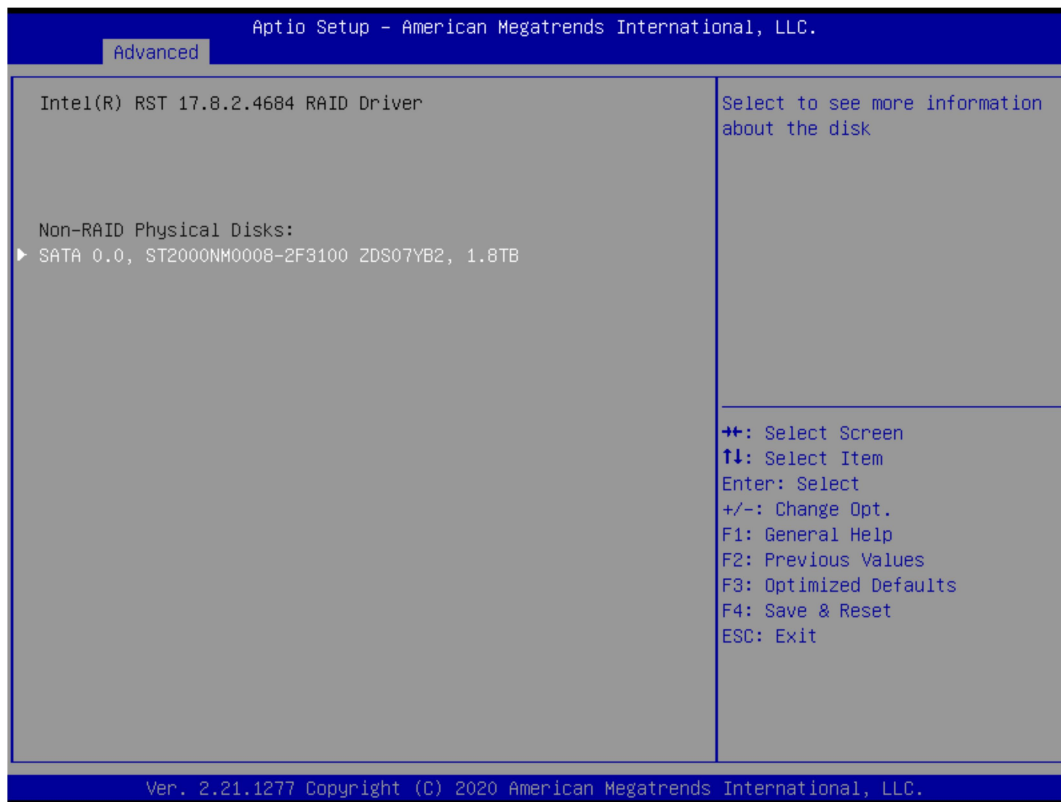 Aptio Setup – American Megatrends International, LLC.
Advanced
Intel(R) RST 17.8.2.4684 RAID Driver
Non-RAID Physical Disks:
SATA 0.0, ST2000NM0008-2F3100 ZDS07YB2, 1.8TB
Select to see more information
about the disk
→←: Select Screen
↑↓: Select Item
Enter: Select
+/-: Change Opt.
F1: General Help
F2: Previous Values
F3: Optimized Defaults
F4: Save & Reset
ESC: Exit
Ver. 2.21.1277 Copyright (C) 2020 American Megatrends International, LLC.